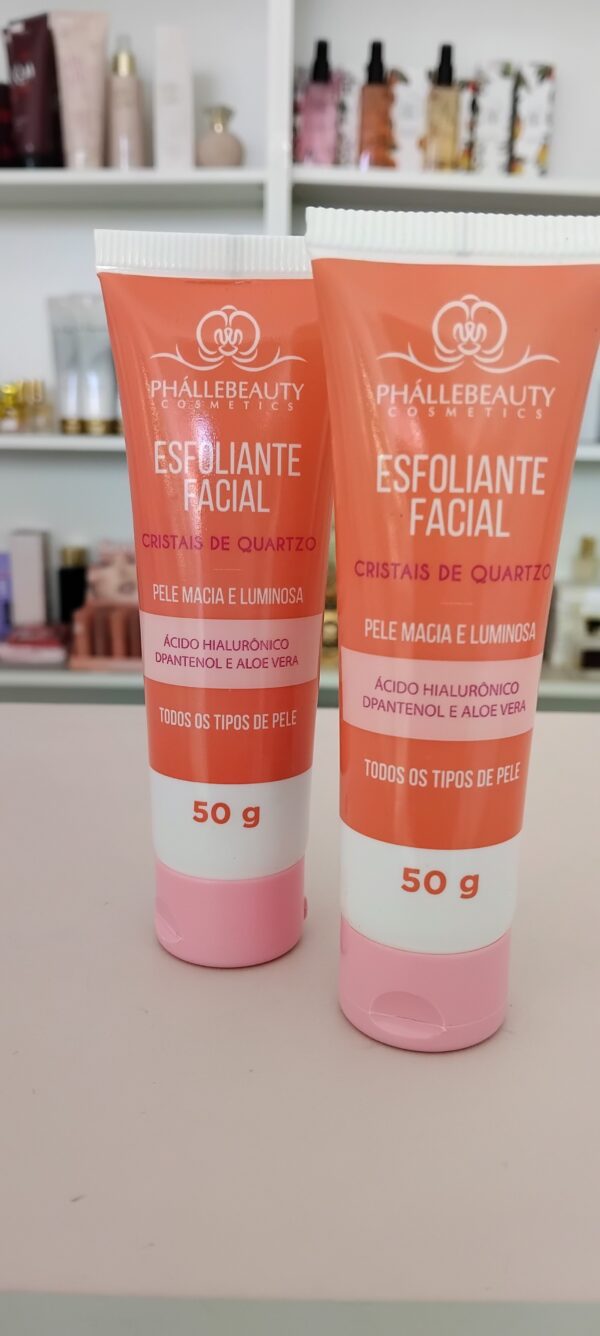 PHÁLLEBEAUTY
COSMETICS
ESFOLIANTE
FACIAL
CRISTAIS DE QUARTZO
PELE MACIA E LUMINOSA
ÁCIDO HIALURÔNICO
DPANTENOL E ALOE VERA
TODOS OS TIPOS DE PELE
50 g
PHÁLLEBEAUTY
COSMETICS
ESFOLIANTE
FACIAL
CRISTAIS DE QUARTZO
PELE MACIA E LUMINOSA
ÁCIDO HIALURÔNICO
DPANTENOL E ALOE VERA
TODOS OS TIPOS DE PELE
50 g